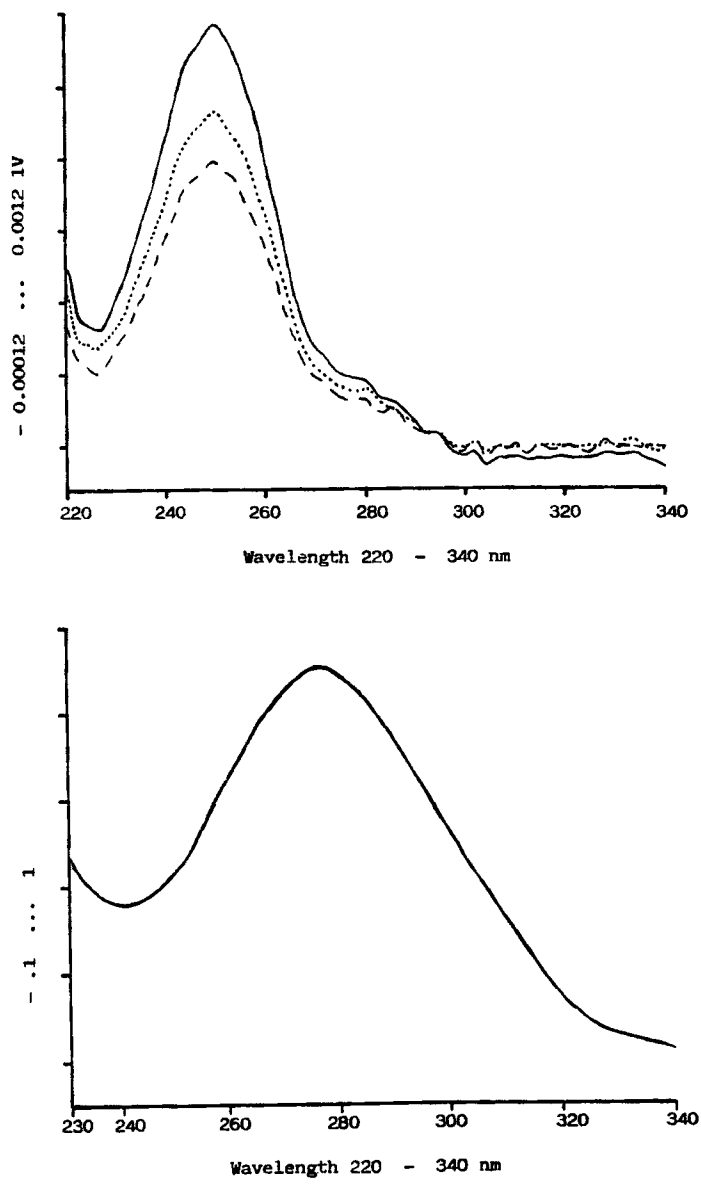 - 0.00012 ... 0.0012 1V
220 240 260 280 300 320 340
Wavelength 220 - 340 nm
- .1 ... 1
230 240 260 280 300 320 340
Wavelength 220 - 340 nm